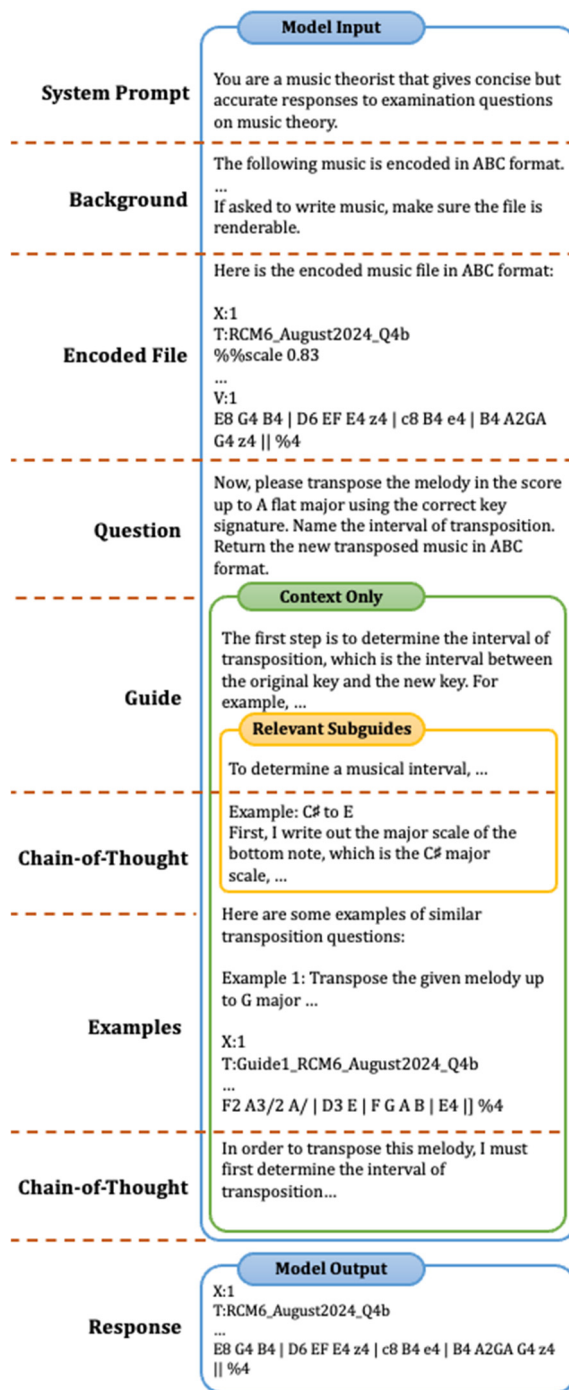 Model Input
System Prompt
You are a music theorist that gives concise but
accurate responses to examination questions
on music theory.
Background
The following music is encoded in ABC format.
...
If asked to write music, make sure the file is
renderable.
Encoded File
Here is the encoded music file in ABC format:
X:1
T:RCM6_August2024_Q4b
%%scale 0.83
...
V:1
E8 G4 B4 | D6 EF E4 z4 | c8 B4 e4 | B4 A2GA
G4 z4 || %4
Question
Now, please transpose the melody in the score
up to A flat major using the correct key
signature. Name the interval of transposition.
Return the new transposed music in ABC
format.
Context Only
Guide
The first step is to determine the interval of
transposition, which is the interval between
the original key and the new key. For
example, ...
Relevant Subguides
To determine a musical interval, ...
Chain-of-Thought
Example: C♯ to E
First, I write out the major scale of the
bottom note, which is the C♯ major
scale, ...
Examples
Here are some examples of similar
transposition questions:
Example 1: Transpose the given melody up
to G major ...
X:1
T:Guide1_RCM6_August2024_Q4b
...
F2 A3/2 A/ | D3 E | F G A B | E4 |] %4
Chain-of-Thought
In order to transpose this melody, I must
first determine the interval of
transposition...
Model Output
Response
X:1
T:RCM6_August2024_Q4b
...
E8 G4 B4 | D6 EF E4 z4 | c8 B4 e4 | B4 A2GA G4 z4
|| %4